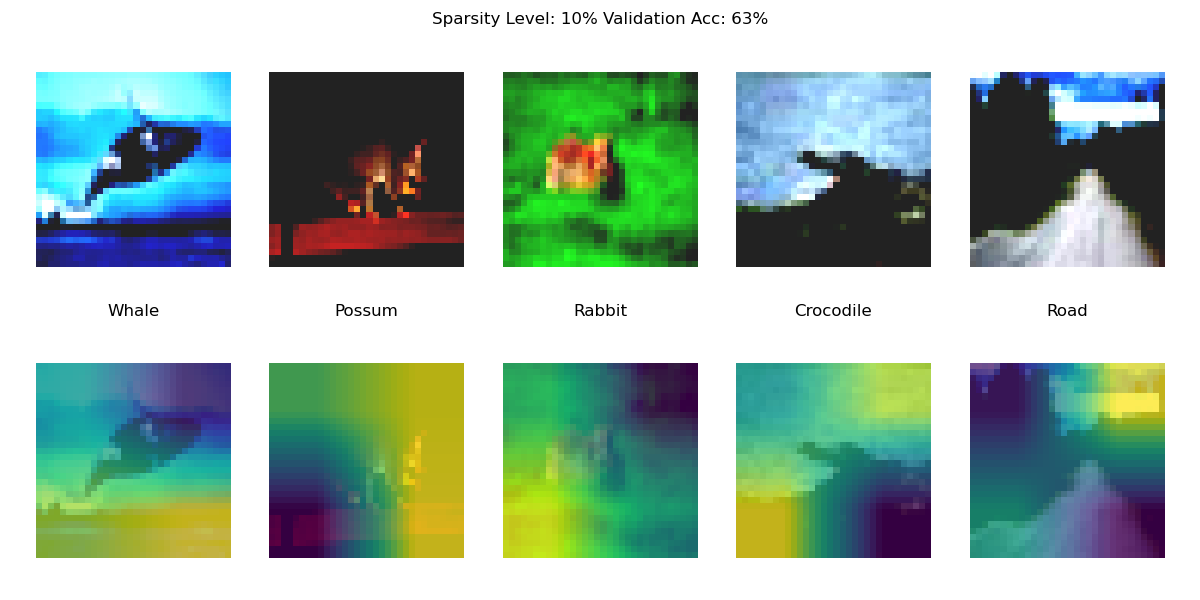 Sparsity Level: 10% Validation Acc: 63%
Whale
Possum
Rabbit
Crocodile
Road